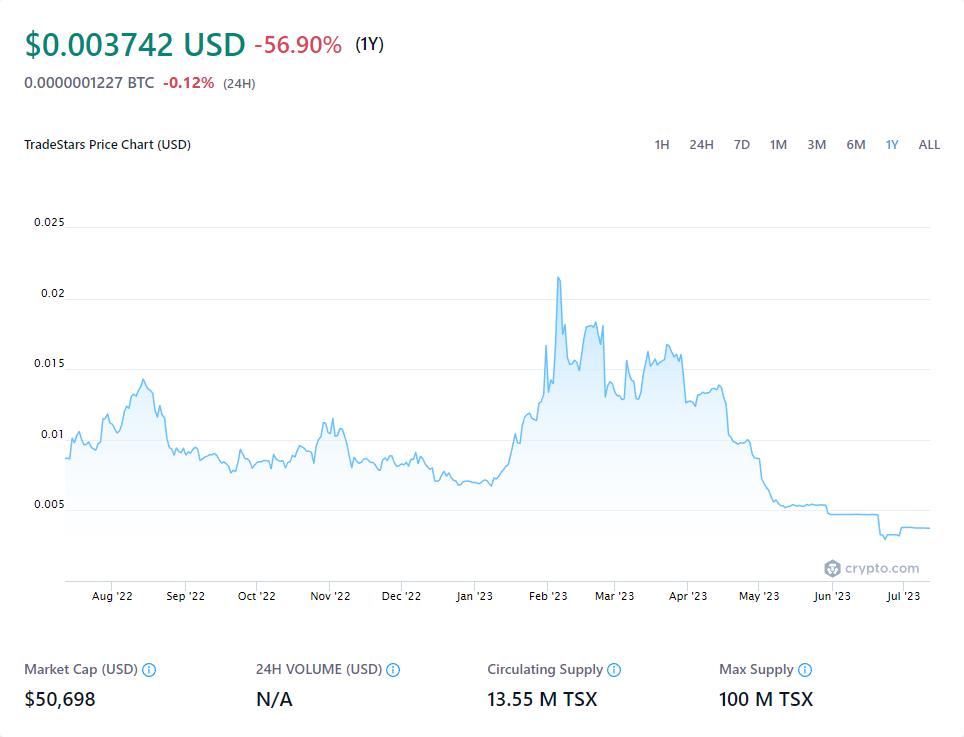 $0.003742 USD -56.90% (1Y)
0.0000001227 BTC -0.12% (24H)
TradeStars Price Chart (USD) 1H 24H 7D 1M 3M 6M 1Y ALL
0.025
0.02
0.015
0.01
0.005
crypto.com
Aug '22 Sep '22 Oct '22 Nov '22 Dec '22 Jan '23 Feb '23 Mar '23 Apr '23 May '23 Jun '23 Jul '23
Market Cap (USD) 24H VOLUME (USD) Circulating Supply Max Supply
$50,698 N/A 13.55 M TSX 100 M TSX